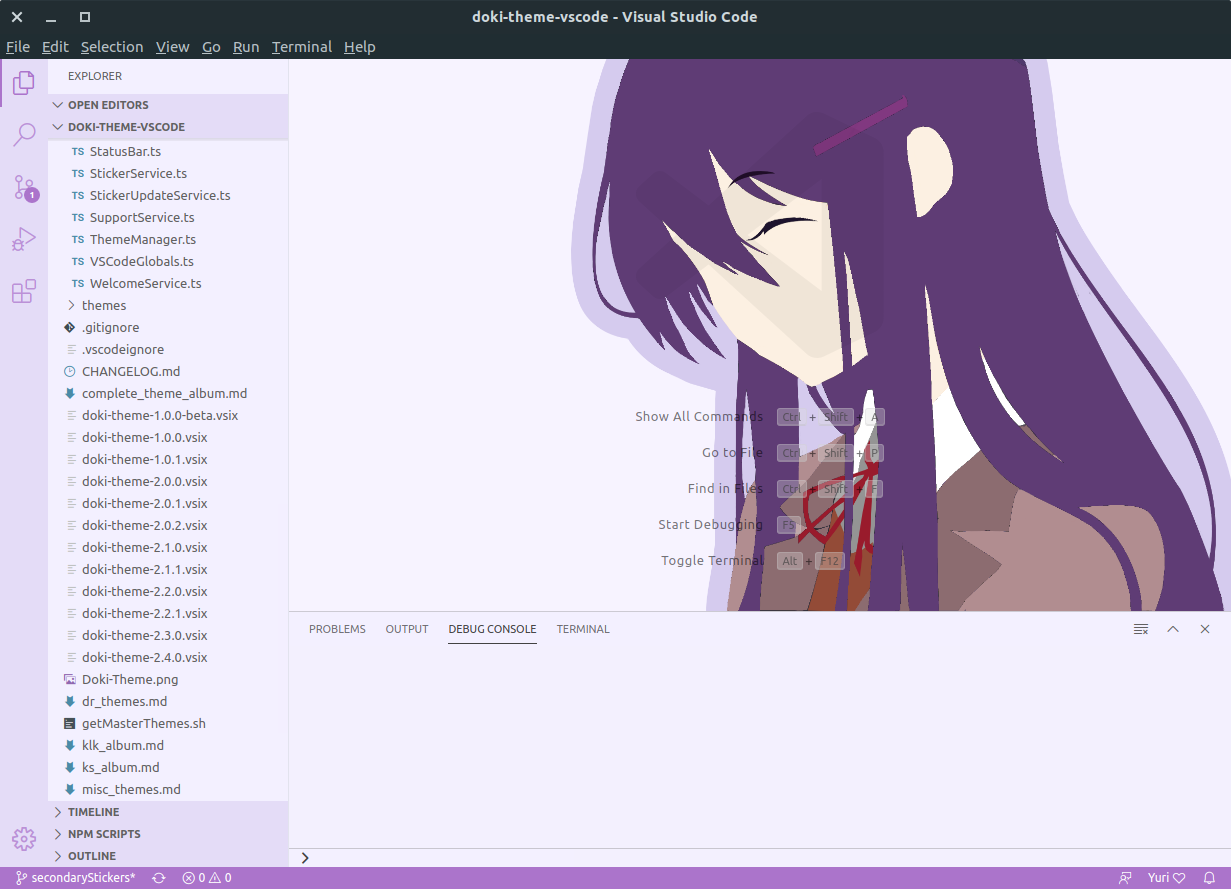 doki-theme-vscode - Visual Studio Code
File Edit Selection View Go Run Terminal Help
EXPLORER
OPEN EDITORS
DOKI-THEME-VSCODE
TS StatusBar.ts
TS StickerService.ts
1
TS StickerUpdateService.ts
TS SupportService.ts
TS ThemeManager.ts
TS VSCodeGlobals.ts
TS WelcomeService.ts
themes
.gitignore
.vscodeignore
CHANGELOG.md
complete_theme_album.md
doki-theme-1.0.0-beta.vsix
doki-theme-1.0.0.vsix
doki-theme-1.0.1.vsix
doki-theme-2.0.0.vsix
doki-theme-2.0.1.vsix
doki-theme-2.0.2.vsix
doki-theme-2.1.0.vsix
doki-theme-2.1.1.vsix
doki-theme-2.2.0.vsix
doki-theme-2.2.1.vsix
doki-theme-2.3.0.vsix
doki-theme-2.4.0.vsix
Doki-Theme.png
dr_themes.md
getMasterThemes.sh
klk_album.md
ks_album.md
misc_themes.md
TIMELINE
NPM SCRIPTS
OUTLINE
Show All Commands Ctrl + Shift + A
Go to File Ctrl + Shift + P
Find in Files Ctrl + Shift + F
Start Debugging F5
Toggle Terminal Alt + F12
PROBLEMS OUTPUT DEBUG CONSOLE TERMINAL
secondaryStickers* 0 0 Yuri♡